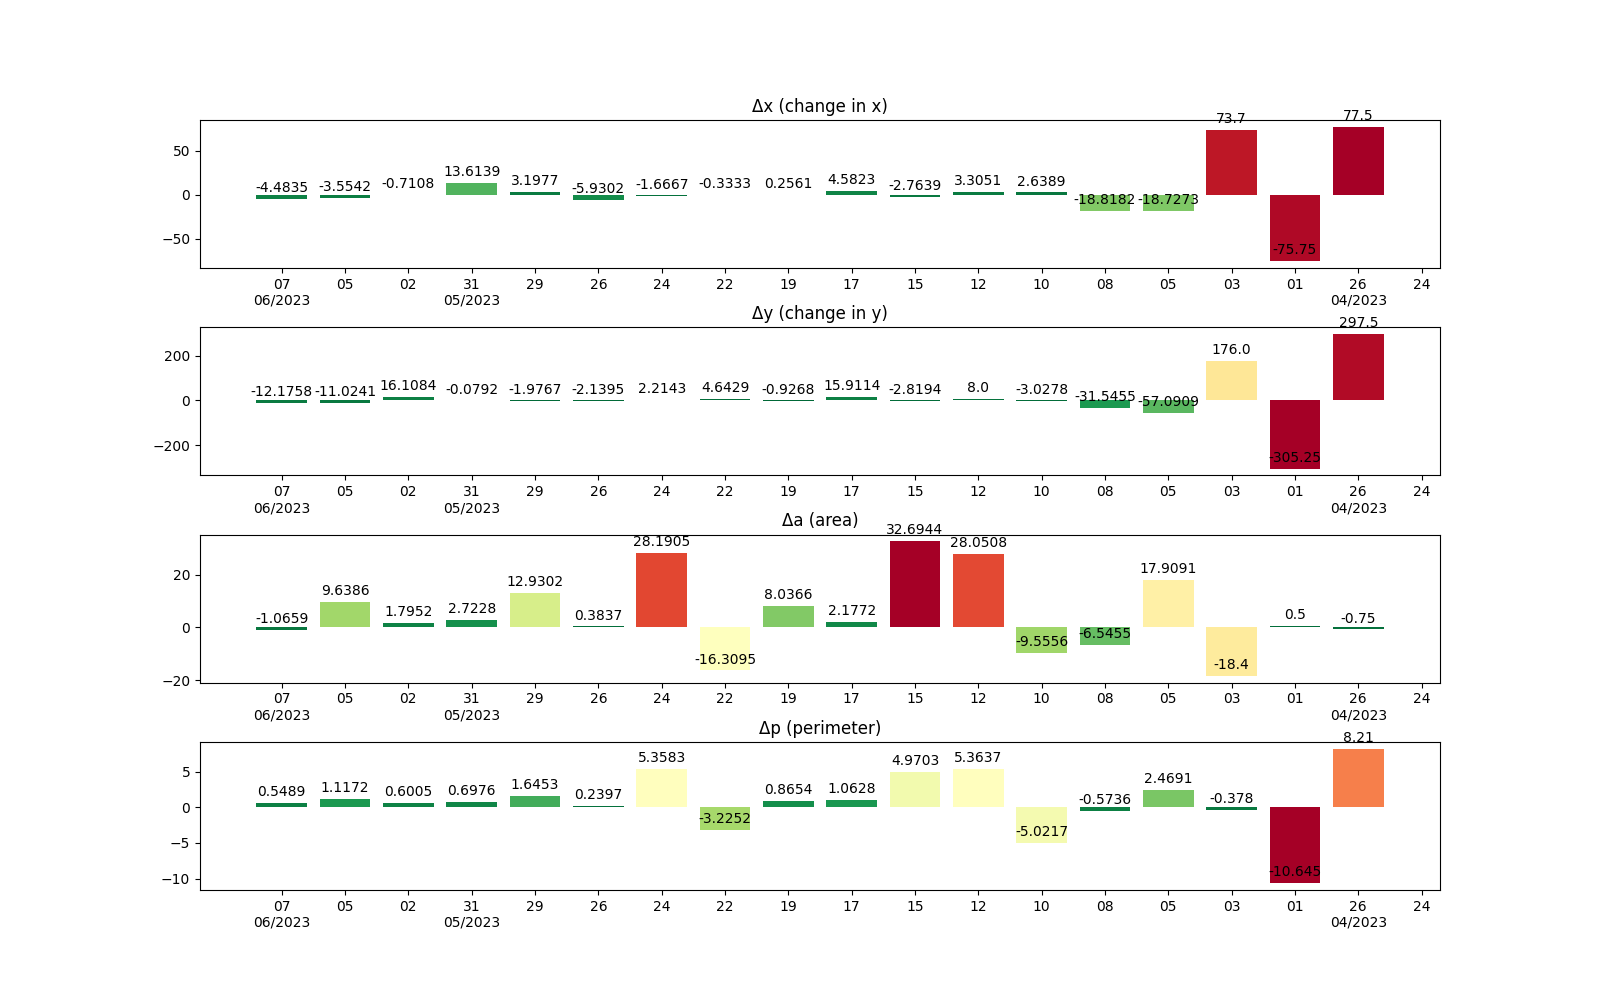 Δx (change in x)
-4.4835 -3.5542 -0.7108 13.6139 3.1977 -5.9302 -1.6667 -0.3333 0.2561 4.5823 -2.7639 3.3051 2.6389 -18.8182 -18.7273 73.7 -75.75 77.5
50
0
−50
07 05 02 31 29 26 24 22 19 17 15 12 10 08 05 03 01 26 24
06/2023 05/2023 04/2023
Δy (change in y)
-12.1758 -11.0241 16.1084 -0.0792 -1.9767 -2.1395 2.2143 4.6429 -0.9268 15.9114 -2.8194 8.0 -3.0278 -31.5455 -57.0909 176.0 -305.25 297.5
200
0
−200
07 05 02 31 29 26 24 22 19 17 15 12 10 08 05 03 01 26 24
06/2023 05/2023 04/2023
Δa (area)
-1.0659 9.6386 1.7952 2.7228 12.9302 0.3837 28.1905 -16.3095 8.0366 2.1772 32.6944 28.0508 -9.5556 -6.5455 17.9091 -18.4 0.5 -0.75
20
0
−20
07 05 02 31 29 26 24 22 19 17 15 12 10 08 05 03 01 26 24
06/2023 05/2023 04/2023
Δp (perimeter)
0.5489 1.1172 0.6005 0.6976 1.6453 0.2397 5.3583 -3.2252 0.8654 1.0628 4.9703 5.3637 -5.0217 -0.5736 2.4691 -0.378 -10.645 8.21
5
0
−5
−10
07 05 02 31 29 26 24 22 19 17 15 12 10 08 05 03 01 26 24
06/2023 05/2023 04/2023